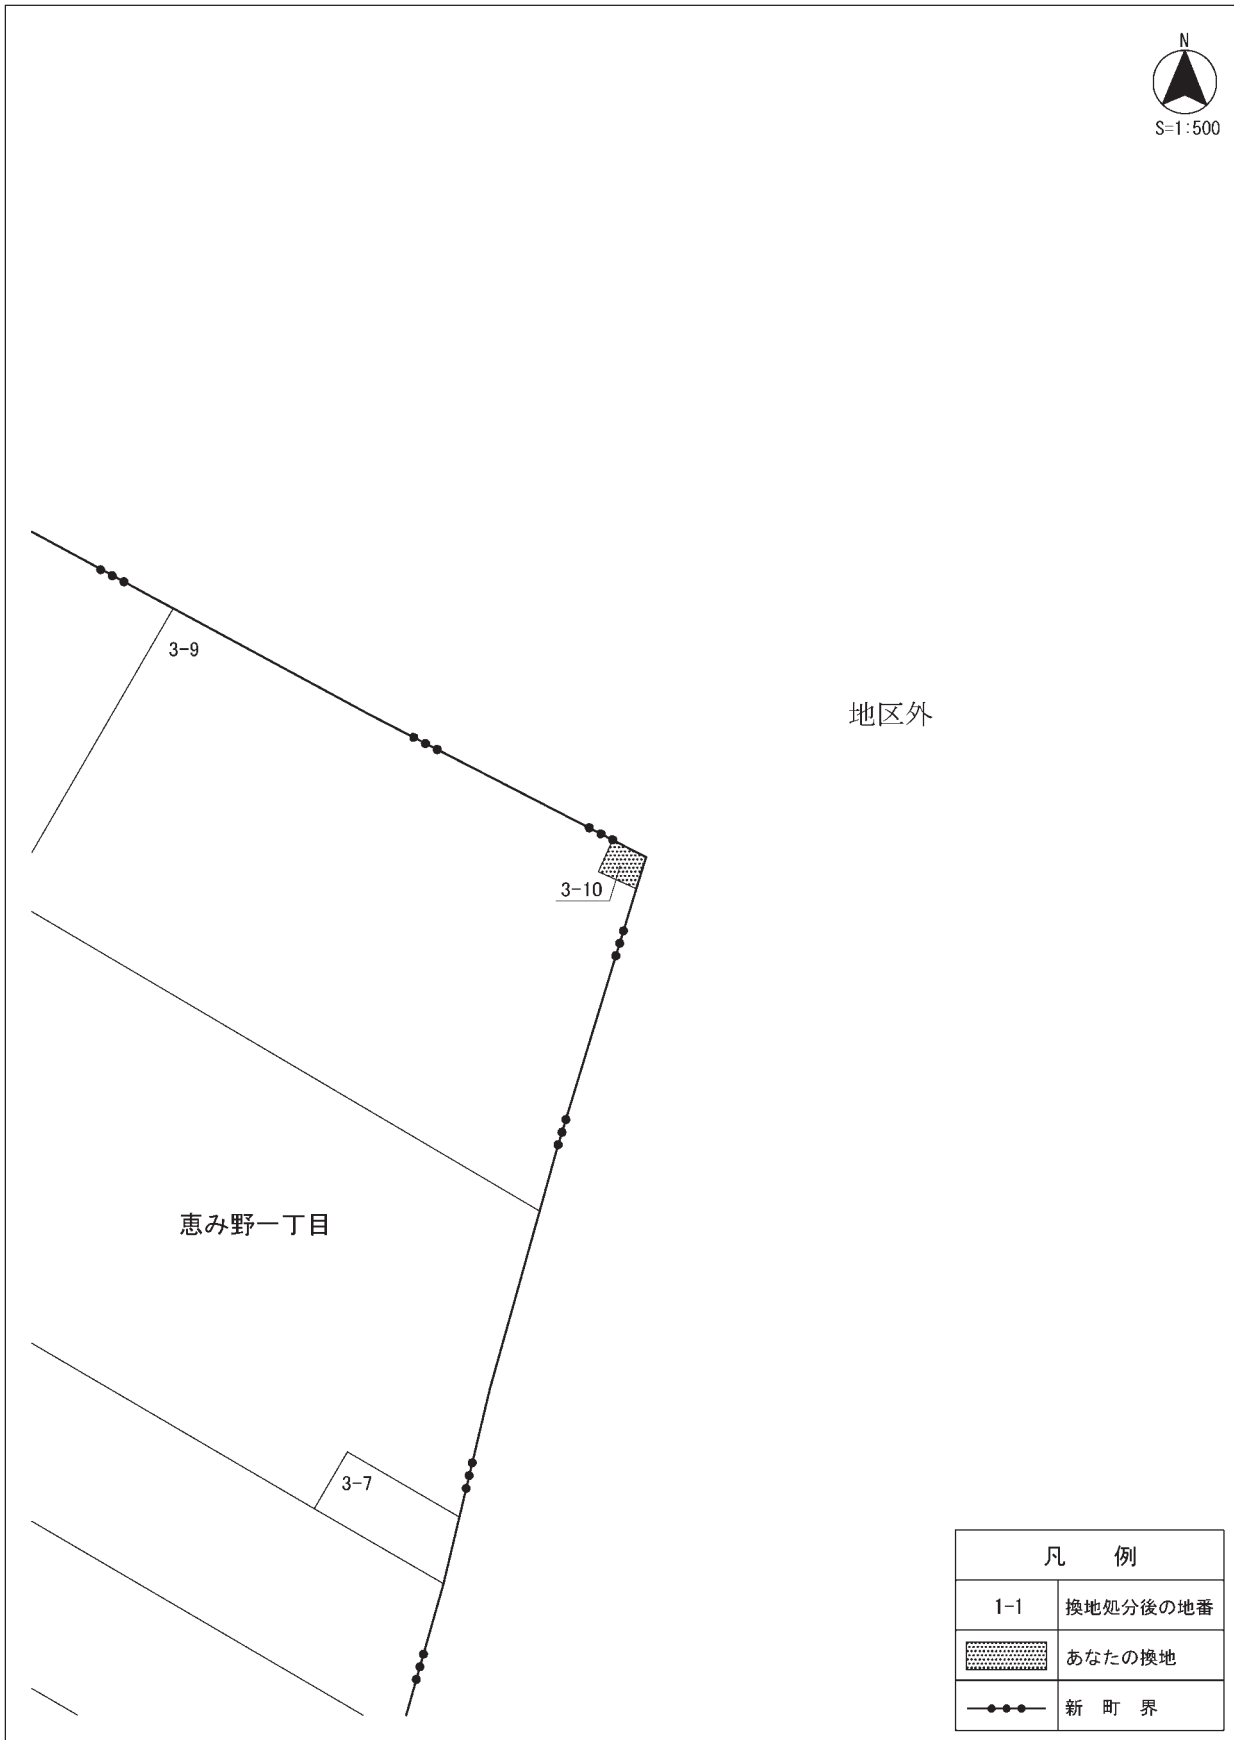 N
S=1:500
3-9
地区外
3-10
恵み野一丁目
3-7
凡 例
1-1 換地処分後の地番
あなたの換地
新 町 界